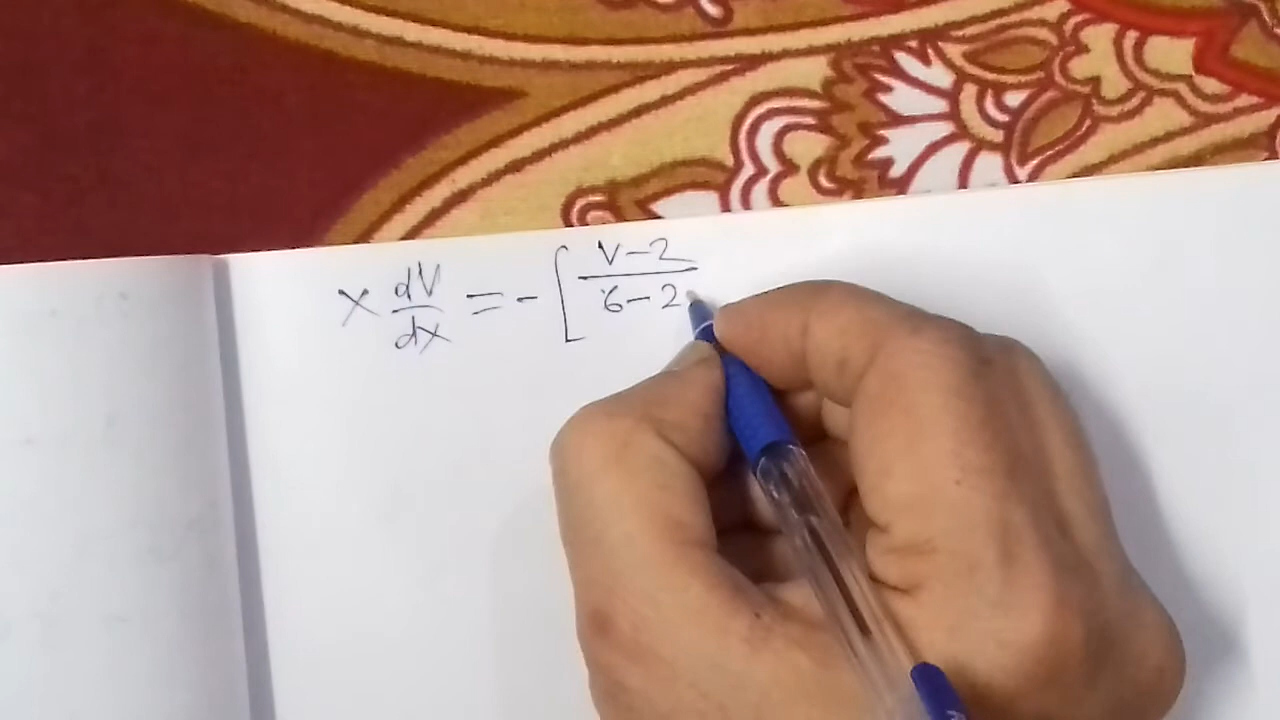 x dV/dx = - [ V-2 / 6-2